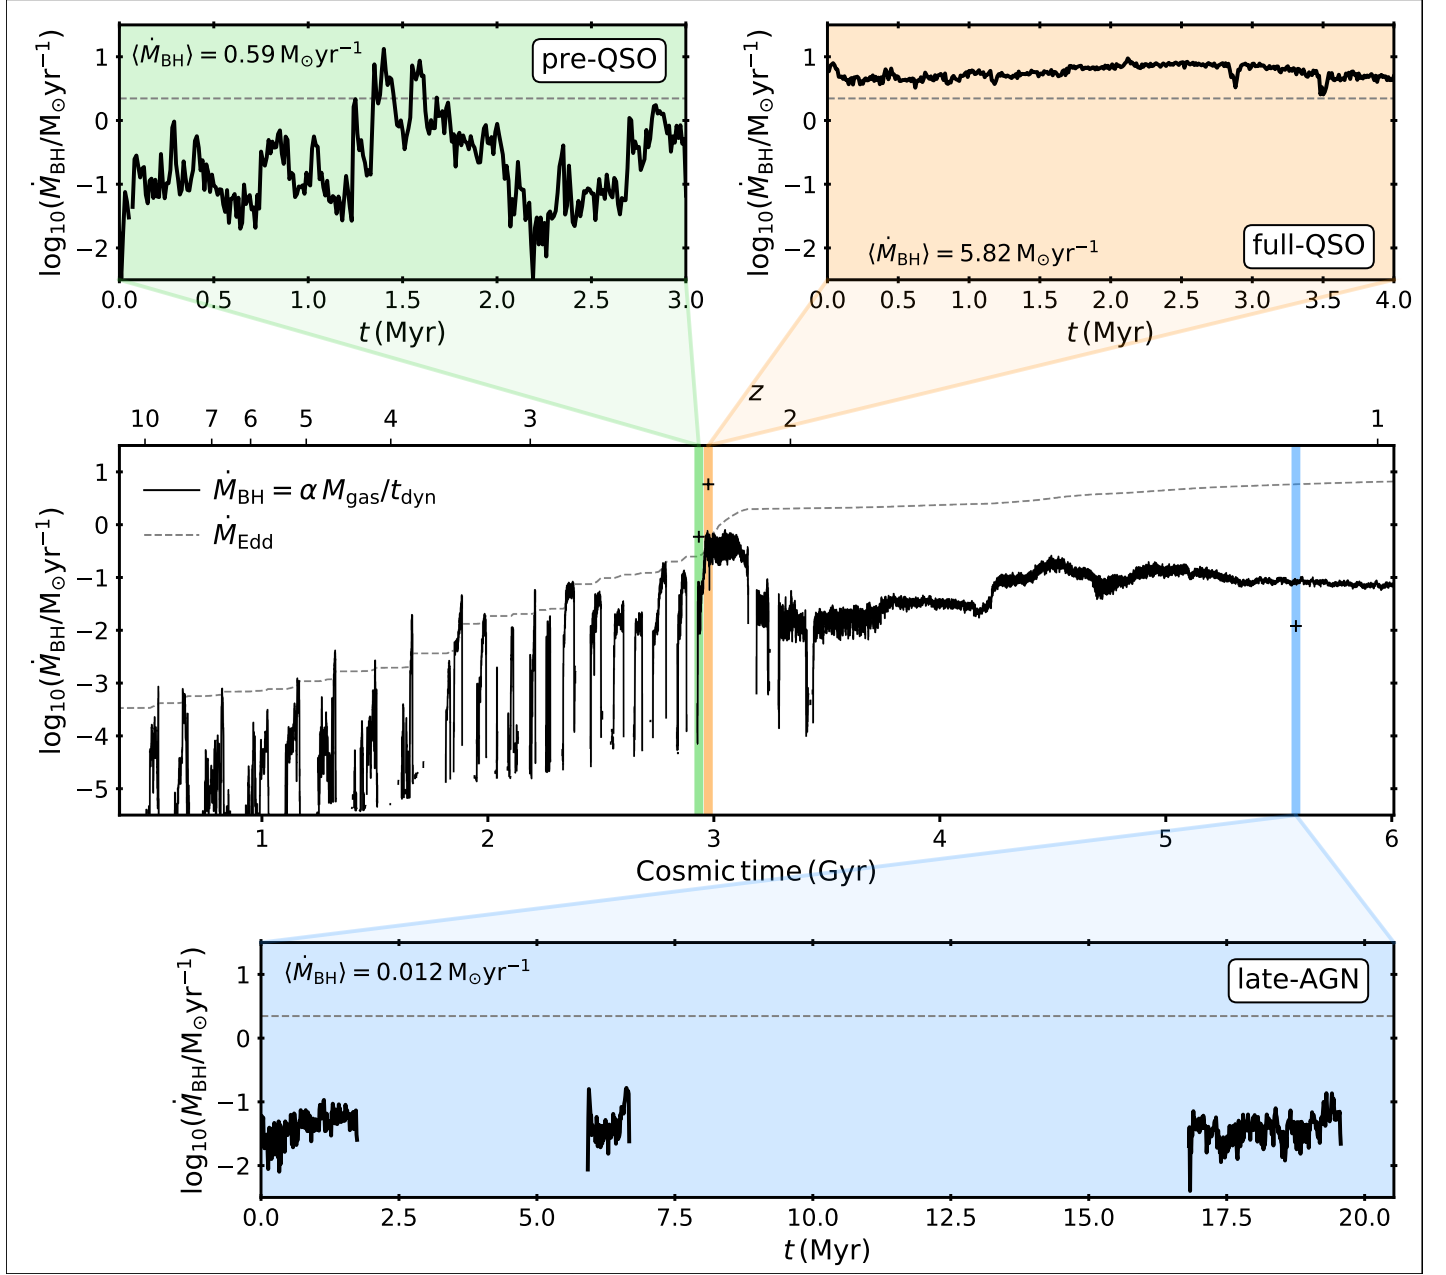 ⟨Ṁ_BH⟩ = 0.59 M_⊙yr⁻¹
pre-QSO
log₁₀(Ṁ_BH/M_⊙yr⁻¹)
1
0
−1
−2
0.0 0.5 1.0 1.5 2.0 2.5 3.0
t (Myr)
log₁₀(Ṁ_BH/M_⊙yr⁻¹)
1
0
−1
−2
⟨Ṁ_BH⟩ = 5.82 M_⊙yr⁻¹
full-QSO
0.0 0.5 1.0 1.5 2.0 2.5 3.0 3.5 4.0
t (Myr)
z
10 7 6 5 4 3 2 1
log₁₀(Ṁ_BH/M_⊙yr⁻¹)
1
0
−1
−2
−3
−4
−5
Ṁ_BH = α M_gas/t_dyn
Ṁ_Edd
1 2 3 4 5 6
Cosmic time (Gyr)
⟨Ṁ_BH⟩ = 0.012 M_⊙yr⁻¹
late-AGN
log₁₀(Ṁ_BH/M_⊙yr⁻¹)
1
0
−1
−2
0.0 2.5 5.0 7.5 10.0 12.5 15.0 17.5 20.0
t (Myr)